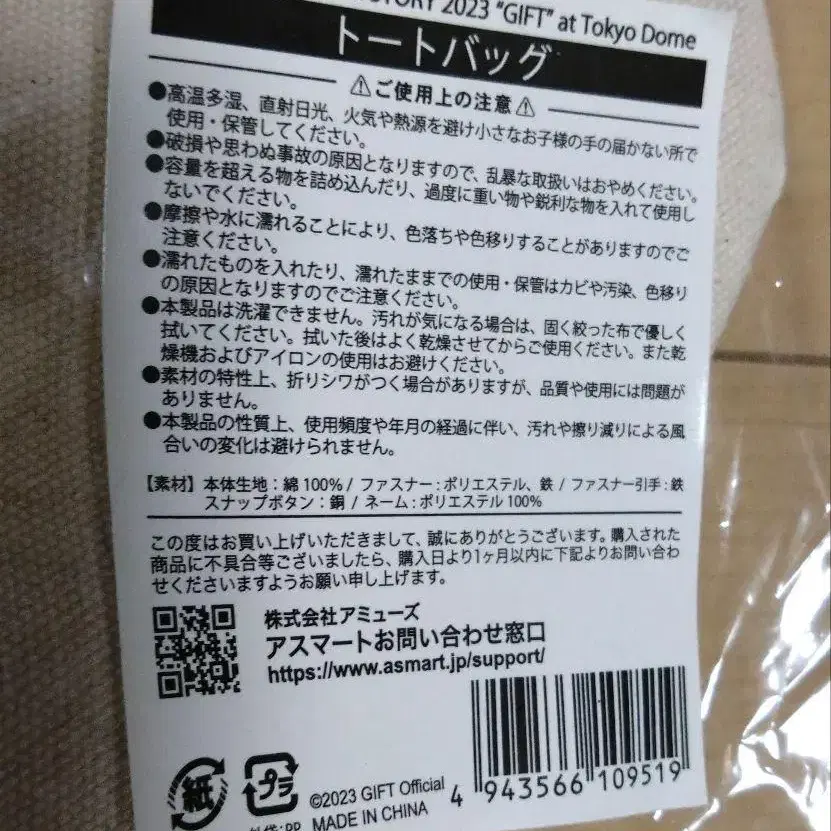 STORY 2023 “GIFT” at Tokyo Dome
トートバッグ
⚠ご使用上の注意⚠
●高温多湿、直射日光、火気や熱源を避け小さなお子様の手の届かない所で
使用・保管してください。
●破損や思わぬ事故の原因となりますので、乱暴な取扱いはおやめください。
●容量を超える物を詰め込んだり、過度に重い物や鋭利な物を入れて使用し
ないでください。
●摩擦や水に濡れることにより、色落ちや色移りすることがありますのでご
注意ください。
●濡れたものを入れたり、濡れたままでの使用・保管はカビや汚染、色移り
の原因となりますのでご注意ください。
●本製品は洗濯できません。汚れが気になる場合は、固く絞った布で優しく
拭いてください。拭いた後はよく乾燥させてからご使用ください。また乾
燥機およびアイロンの使用はお避けください。
●素材の特性上、折りシワがつく場合がありますが、品質や使用には問題が
ありません。
●本製品の性質上、使用頻度や年月の経過に伴い、汚れや擦り減りによる風
合いの変化は避けられません。
【素材】本体生地：綿100% / ファスナー：ポリエステル、鉄 / ファスナー引手：鉄
スナップボタン：銅 / ネーム：ポリエステル100%
この度はお買い上げいただきまして、誠にありがとうございます。購入された
商品に不具合等ございましたら、購入日より1ヶ月以内に下記よりお問い合わ
せくださいますようお願い申し上げます。
株式会社アミューズ
アスマートお問い合わせ窓口
https://www.asmart.jp/support/
紙
プラ
外袋：PP
©2023 GIFT Official
MADE IN CHINA
4 943566 109519